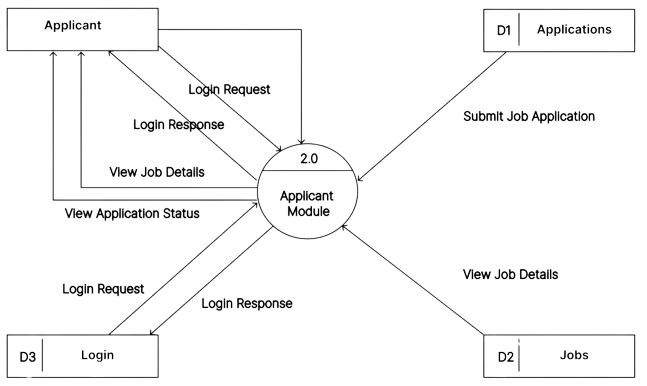 Applicant
D1 Applications
Login Request
Submit Job Application
Login Response
2.0
View Job Details
Applicant
Module
View Application Status
View Job Details
Login Request
Login Response
D3 Login
D2 Jobs